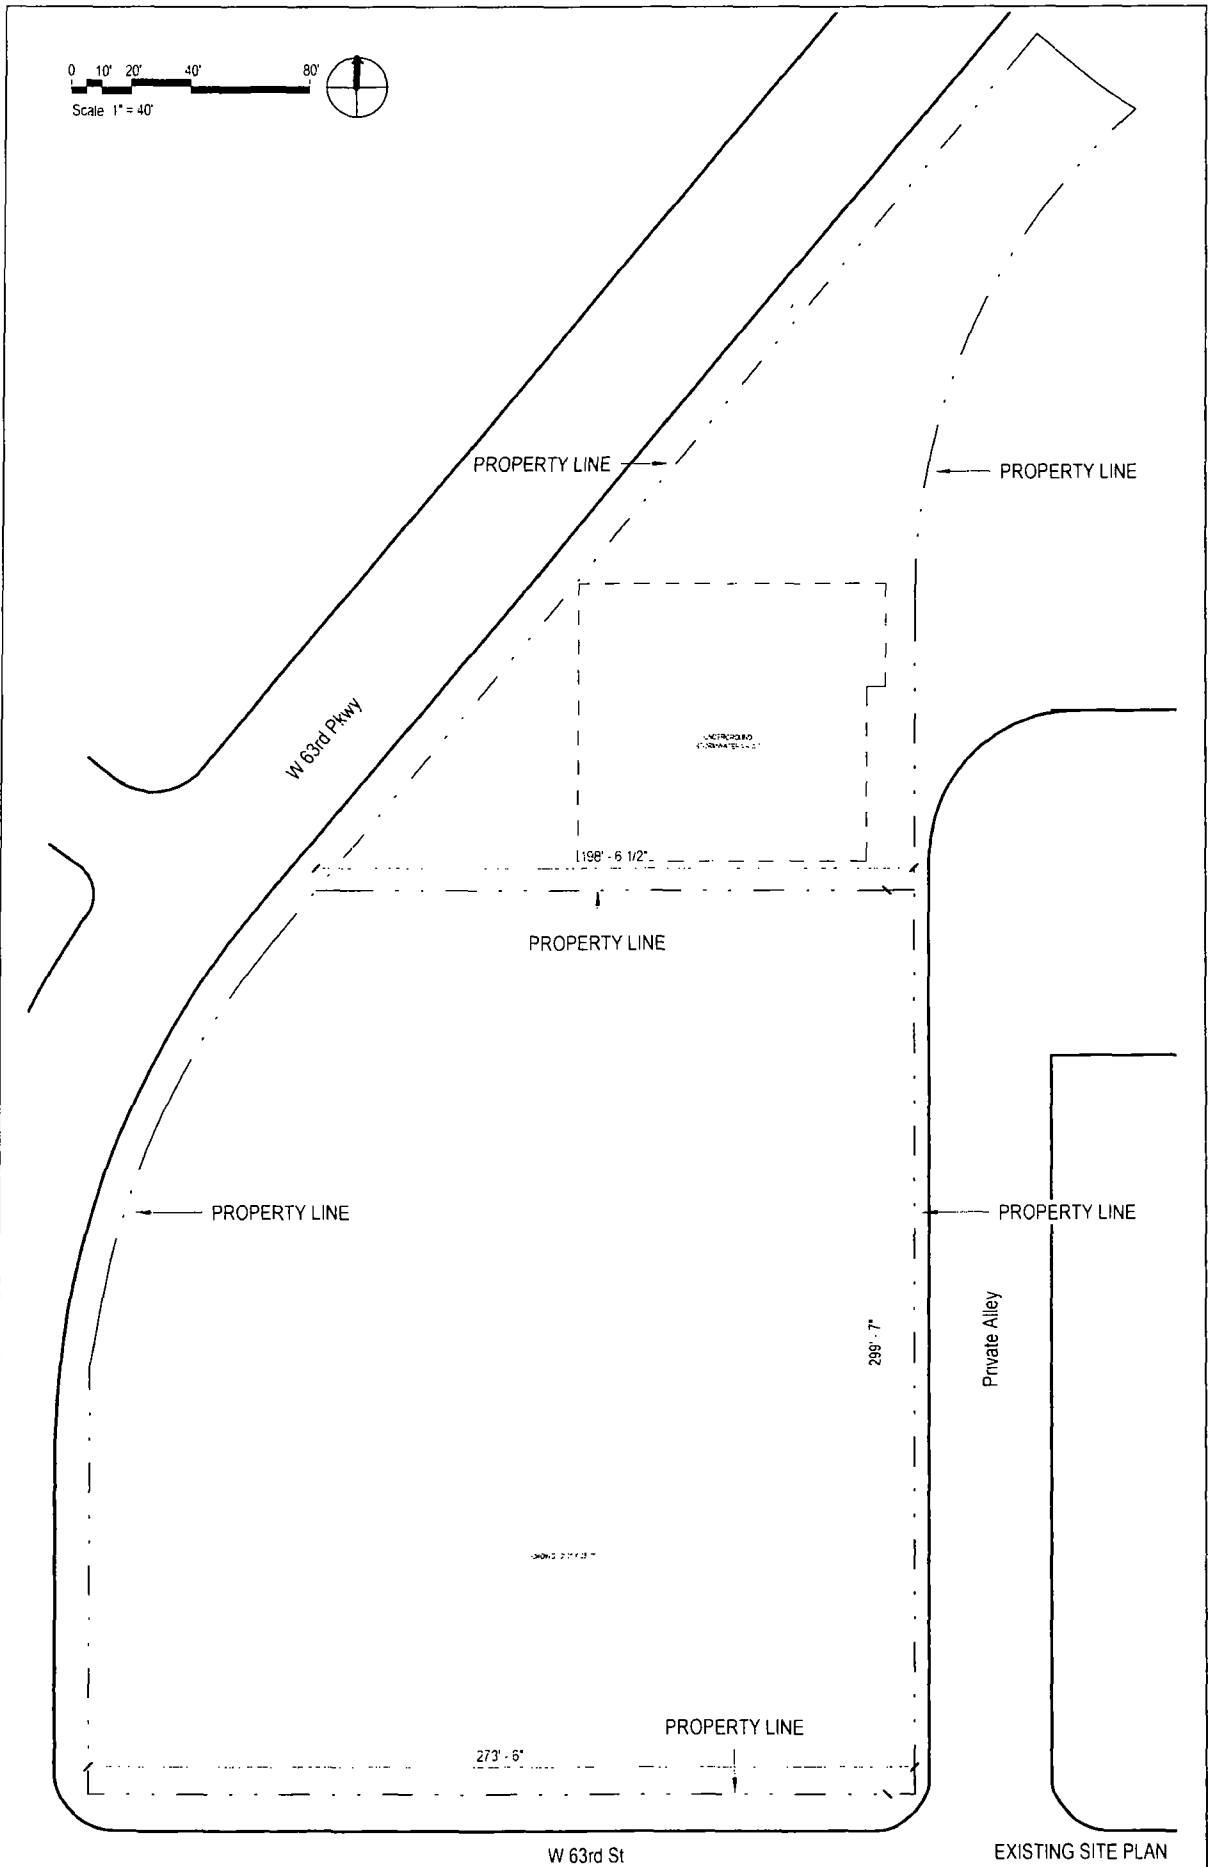 0 10' 20' 40' 80'
Scale 1" = 40'
PROPERTY LINE
PROPERTY LINE
W 63rd Pkwy
UNDERGROUND
198' - 6 1/2"
PROPERTY LINE
PROPERTY LINE
PROPERTY LINE
299' - 7"
Private Alley
PROPERTY LINE
273' - 6"
W 63rd St
EXISTING SITE PLAN